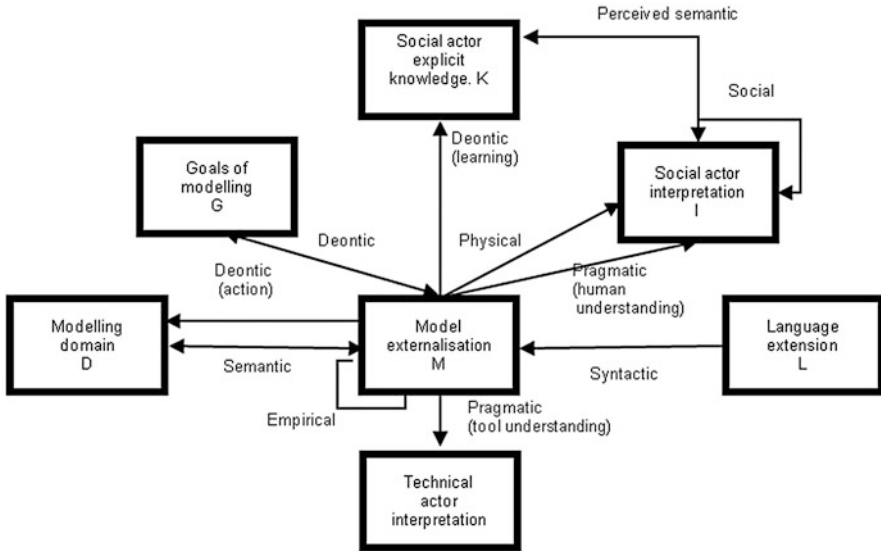 Perceived semantic
Social actor
explicit
knowledge. K
Social
Deontic
(learning)
Goals of
modelling
G
Social actor
interpretation
I
Deontic
Physical
Deontic
(action)
Pragmatic
(human
understanding)
Modelling
domain
D
Model
externalisation
M
Language
extension
L
Semantic
Syntactic
Empirical
Pragmatic
(tool understanding)
Technical
actor
interpretation